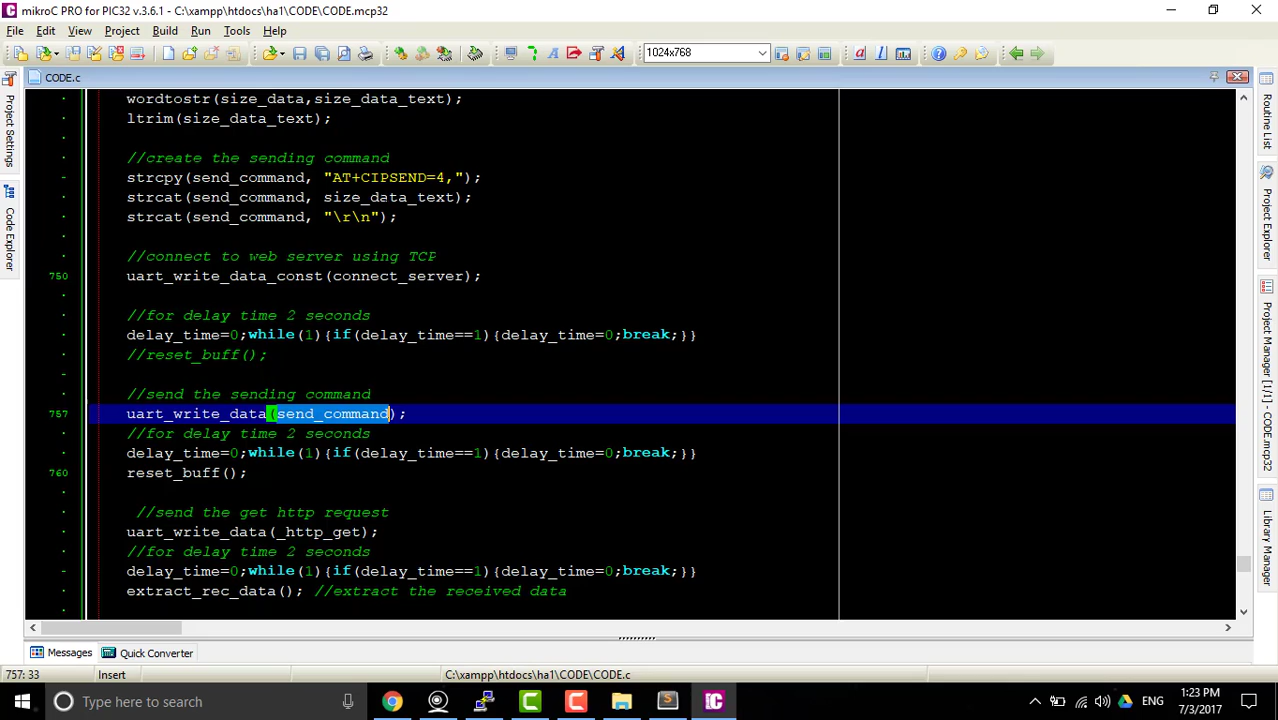 mikroC PRO for PIC32 v.3.6.1 - C:\xampp\htdocs\ha1\CODE\CODE.mcp32
File Edit View Project Build Run Tools Help
1024x768
CODE.c
Project Settings
Code Explorer
wordtostr(size_data,size_data_text);
ltrim(size_data_text);
//create the sending command
strcpy(send_command, "AT+CIPSEND=4,");
strcat(send_command, size_data_text);
strcat(send_command, "\r\n");
//connect to web server using TCP
750 uart_write_data_const(connect_server);
//for delay time 2 seconds
delay_time=0;while(1){if(delay_time==1){delay_time=0;break;}}
//reset_buff();
//send the sending command
757 uart_write_data(send_command);
//for delay time 2 seconds
delay_time=0;while(1){if(delay_time==1){delay_time=0;break;}}
760 reset_buff();
//send the get http request
uart_write_data(_http_get);
//for delay time 2 seconds
delay_time=0;while(1){if(delay_time==1){delay_time=0;break;}}
extract_rec_data(); //extract the received data
Routine List
Project Explorer
Project Manager [1/1] - CODE.mcp32
Library Manager
Messages Quick Converter
757: 33 Insert C:\xampp\htdocs\ha1\CODE\CODE.c
Type here to search
ENG
1:23 PM
7/3/2017